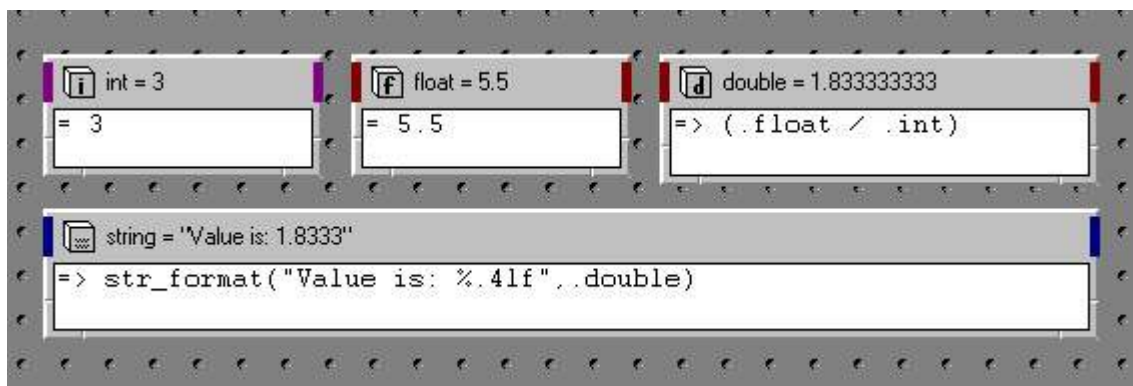 i int = 3
= 3
f float = 5.5
= 5.5
d double = 1.833333333
=> (.float / .int)
string = "Value is: 1.8333"
=> str_format("Value is: %.4lf",.double)